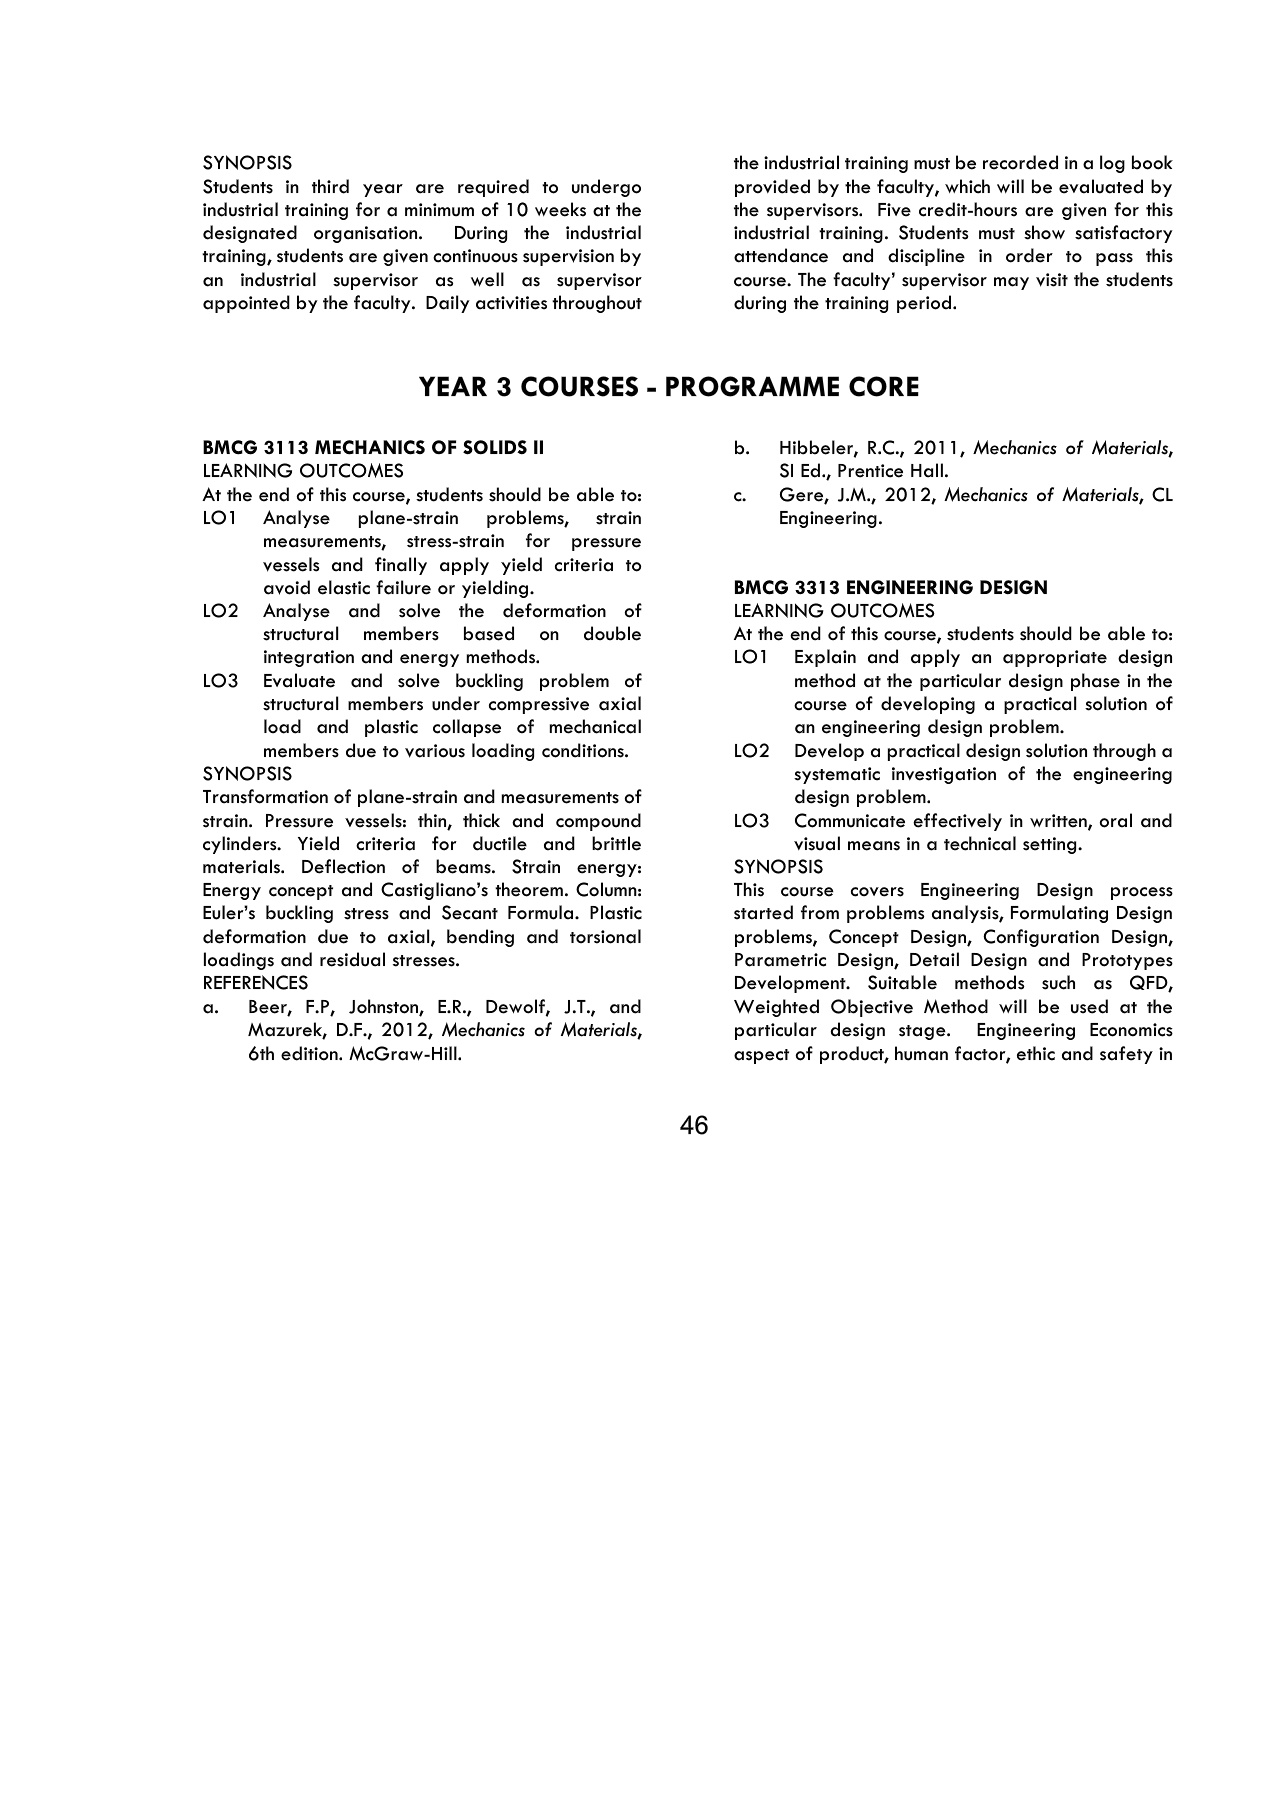 SYNOPSIS
Students in third year are required to undergo
industrial training for a minimum of 10 weeks at the
designated organisation. During the industrial
training, students are given continuous supervision by
an industrial supervisor as well as supervisor
appointed by the faculty. Daily activities throughout
the industrial training must be recorded in a log book
provided by the faculty, which will be evaluated by
the supervisors. Five credit-hours are given for this
industrial training. Students must show satisfactory
attendance and discipline in order to pass this
course. The faculty’ supervisor may visit the students
during the training period.
YEAR 3 COURSES - PROGRAMME CORE
BMCG 3113 MECHANICS OF SOLIDS II
LEARNING OUTCOMES
At the end of this course, students should be able to:
LO1 Analyse plane-strain problems, strain
measurements, stress-strain for pressure
vessels and finally apply yield criteria to
avoid elastic failure or yielding.
LO2 Analyse and solve the deformation of
structural members based on double
integration and energy methods.
LO3 Evaluate and solve buckling problem of
structural members under compressive axial
load and plastic collapse of mechanical
members due to various loading conditions.
SYNOPSIS
Transformation of plane-strain and measurements of
strain. Pressure vessels: thin, thick and compound
cylinders. Yield criteria for ductile and brittle
materials. Deflection of beams. Strain energy:
Energy concept and Castigliano’s theorem. Column:
Euler’s buckling stress and Secant Formula. Plastic
deformation due to axial, bending and torsional
loadings and residual stresses.
REFERENCES
a. Beer, F.P, Johnston, E.R., Dewolf, J.T., and
Mazurek, D.F., 2012, Mechanics of Materials,
6th edition. McGraw-Hill.
b. Hibbeler, R.C., 2011, Mechanics of Materials,
SI Ed., Prentice Hall.
c. Gere, J.M., 2012, Mechanics of Materials, CL
Engineering.
BMCG 3313 ENGINEERING DESIGN
LEARNING OUTCOMES
At the end of this course, students should be able to:
LO1 Explain and apply an appropriate design
method at the particular design phase in the
course of developing a practical solution of
an engineering design problem.
LO2 Develop a practical design solution through a
systematic investigation of the engineering
design problem.
LO3 Communicate effectively in written, oral and
visual means in a technical setting.
SYNOPSIS
This course covers Engineering Design process
started from problems analysis, Formulating Design
problems, Concept Design, Configuration Design,
Parametric Design, Detail Design and Prototypes
Development. Suitable methods such as QFD,
Weighted Objective Method will be used at the
particular design stage. Engineering Economics
aspect of product, human factor, ethic and safety in
46